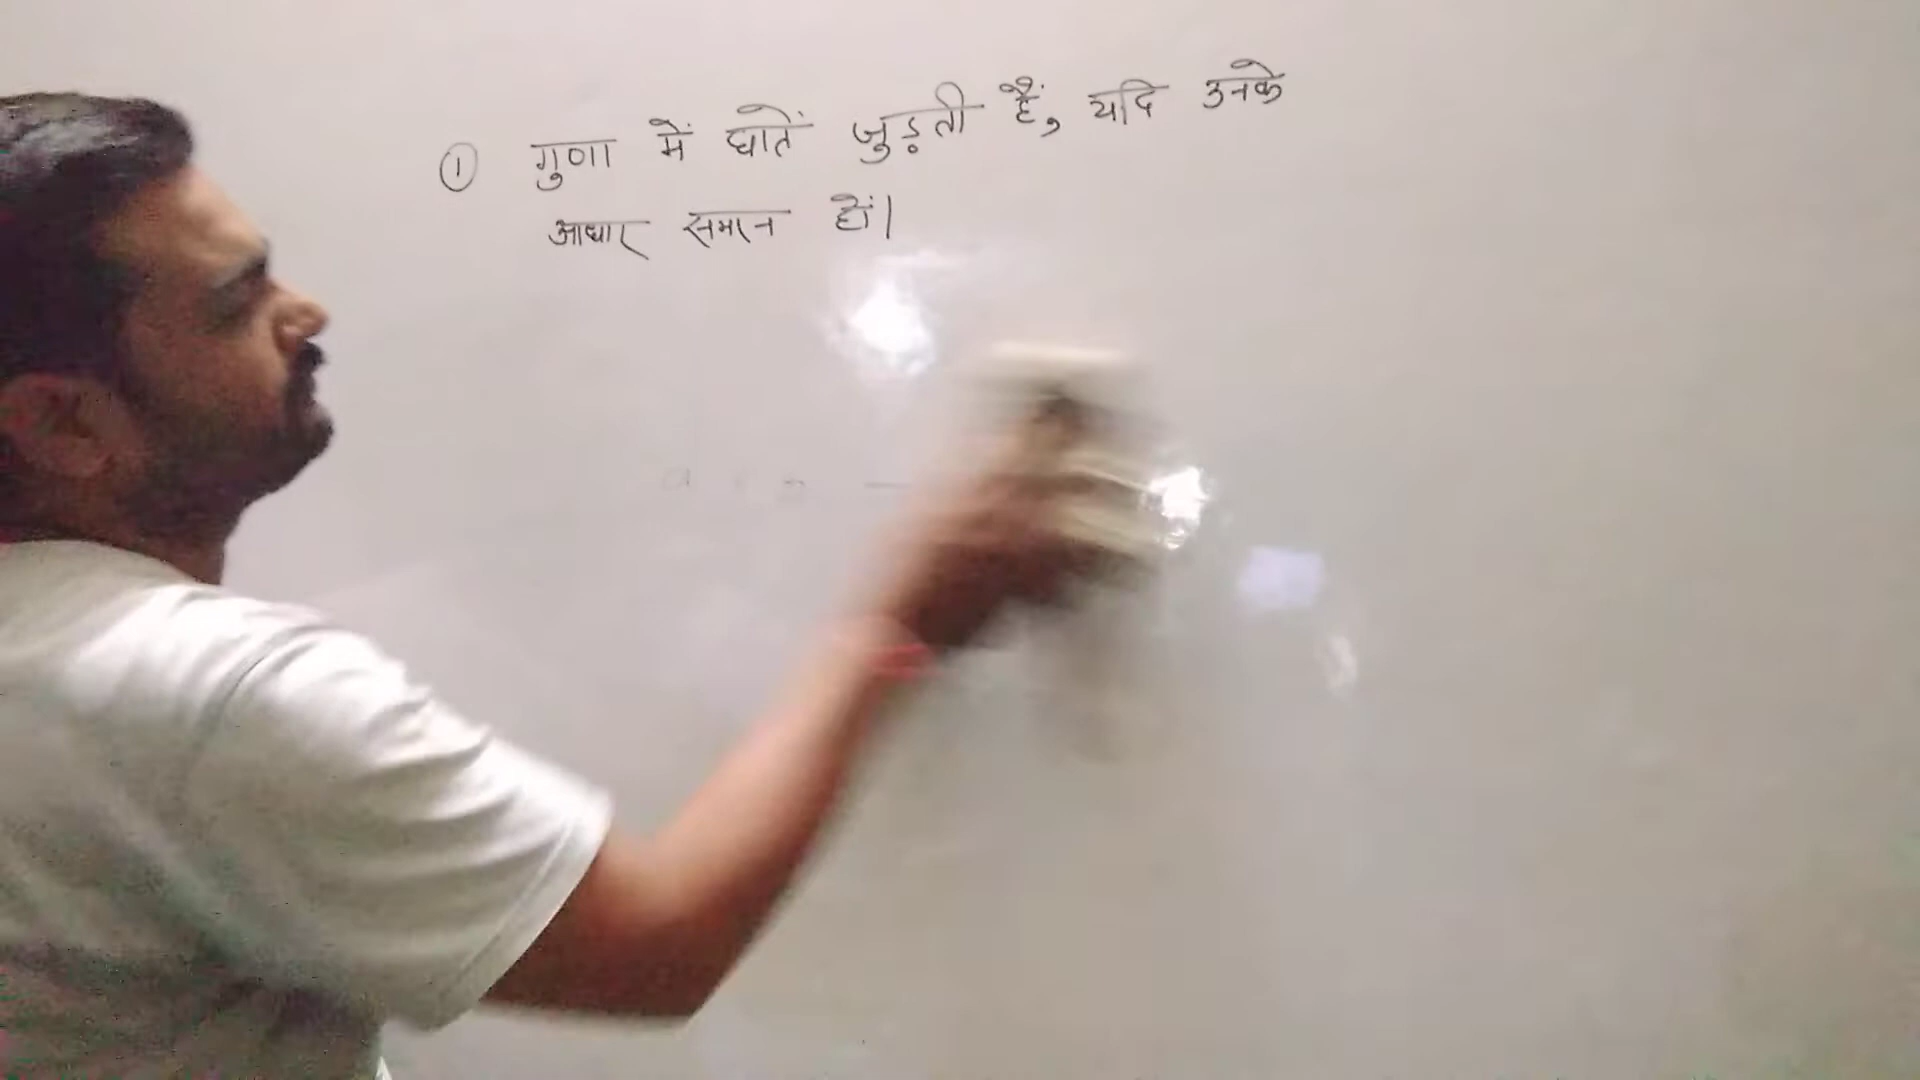 ① गुणा में घातें जुड़ती हैं, यदि उनके
आधार समान हों।